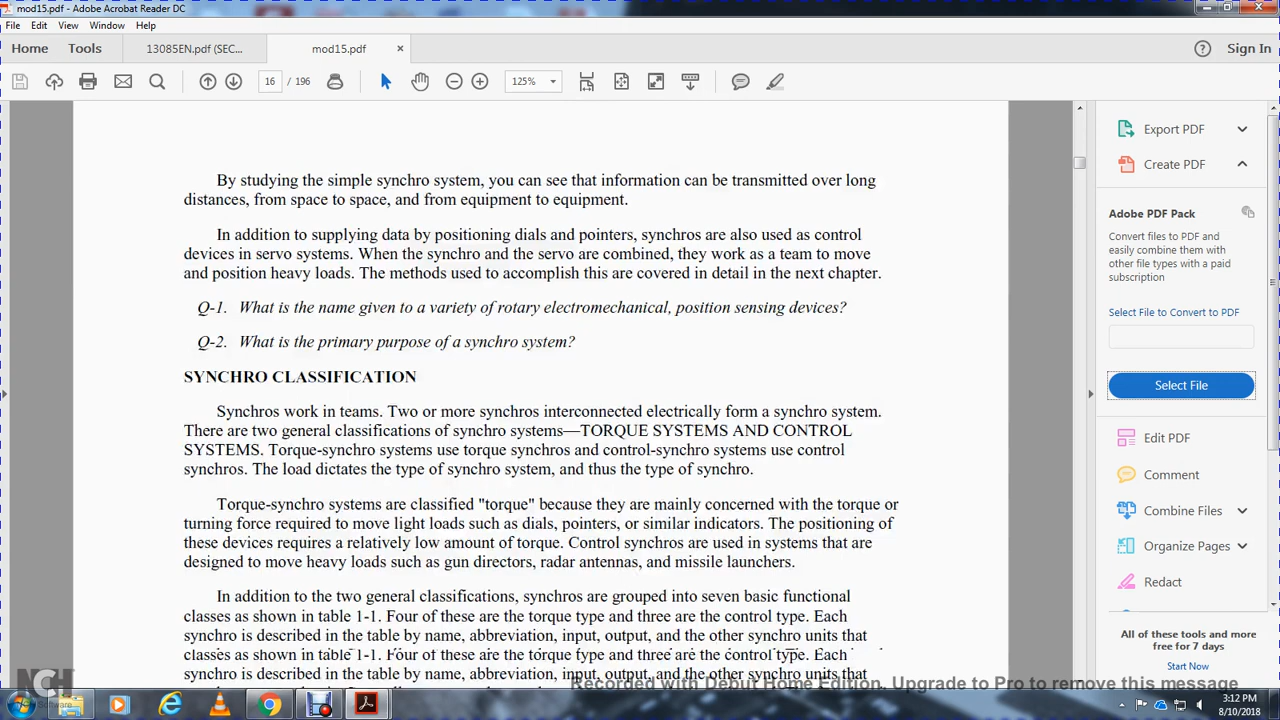 mod15.pdf - Adobe Acrobat Reader DC
File Edit View Window Help
Home Tools 13085EN.pdf (SEC... mod15.pdf × Sign In
16 / 196 125%
By studying the simple synchro system, you can see that information can be transmitted over long
distances, from space to space, and from equipment to equipment.
In addition to supplying data by positioning dials and pointers, synchros are also used as control
devices in servo systems. When the synchro and the servo are combined, they work as a team to move
and position heavy loads. The methods used to accomplish this are covered in detail in the next chapter.
Q-1. What is the name given to a variety of rotary electromechanical, position sensing devices?
Q-2. What is the primary purpose of a synchro system?
SYNCHRO CLASSIFICATION
Synchros work in teams. Two or more synchros interconnected electrically form a synchro system.
There are two general classifications of synchro systems—TORQUE SYSTEMS AND CONTROL
SYSTEMS. Torque-synchro systems use torque synchros and control-synchro systems use control
synchros. The load dictates the type of synchro system, and thus the type of synchro.
Torque-synchro systems are classified "torque" because they are mainly concerned with the torque or
turning force required to move light loads such as dials, pointers, or similar indicators. The positioning of
these devices requires a relatively low amount of torque. Control synchros are used in systems that are
designed to move heavy loads such as gun directors, radar antennas, and missile launchers.
In addition to the two general classifications, synchros are grouped into seven basic functional
classes as shown in table 1-1. Four of these are the torque type and three are the control type. Each
synchro is described in the table by name, abbreviation, input, output, and the other synchro units that
classes as shown in table 1-1. Four of these are the torque type and three are the control type. Each
synchro is described in the table by name, abbreviation, input, output, and the other synchro units that
Export PDF
Create PDF
Adobe PDF Pack
Convert files to PDF and
easily combine them with
other file types with a paid
subscription
Select File to Convert to PDF
Select File
Edit PDF
Comment
Combine Files
Organize Pages
Redact
All of these tools and more
free for 7 days
Start Now
NCH
Software
Recorded with Debut Home Edition. Upgrade to Pro to remove this message
3:12 PM
8/10/2018